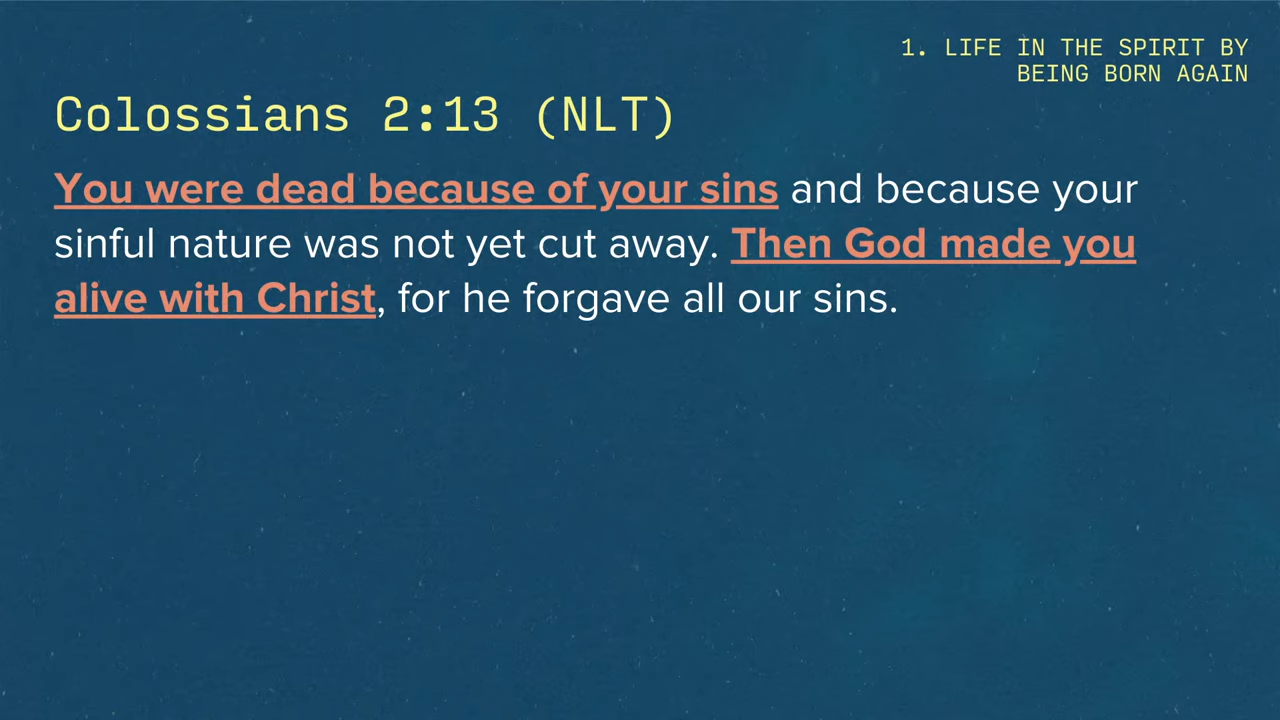 1. LIFE IN THE SPIRIT BY
BEING BORN AGAIN
Colossians 2:13 (NLT)
You were dead because of your sins and because your
sinful nature was not yet cut away. Then God made you
alive with Christ, for he forgave all our sins.